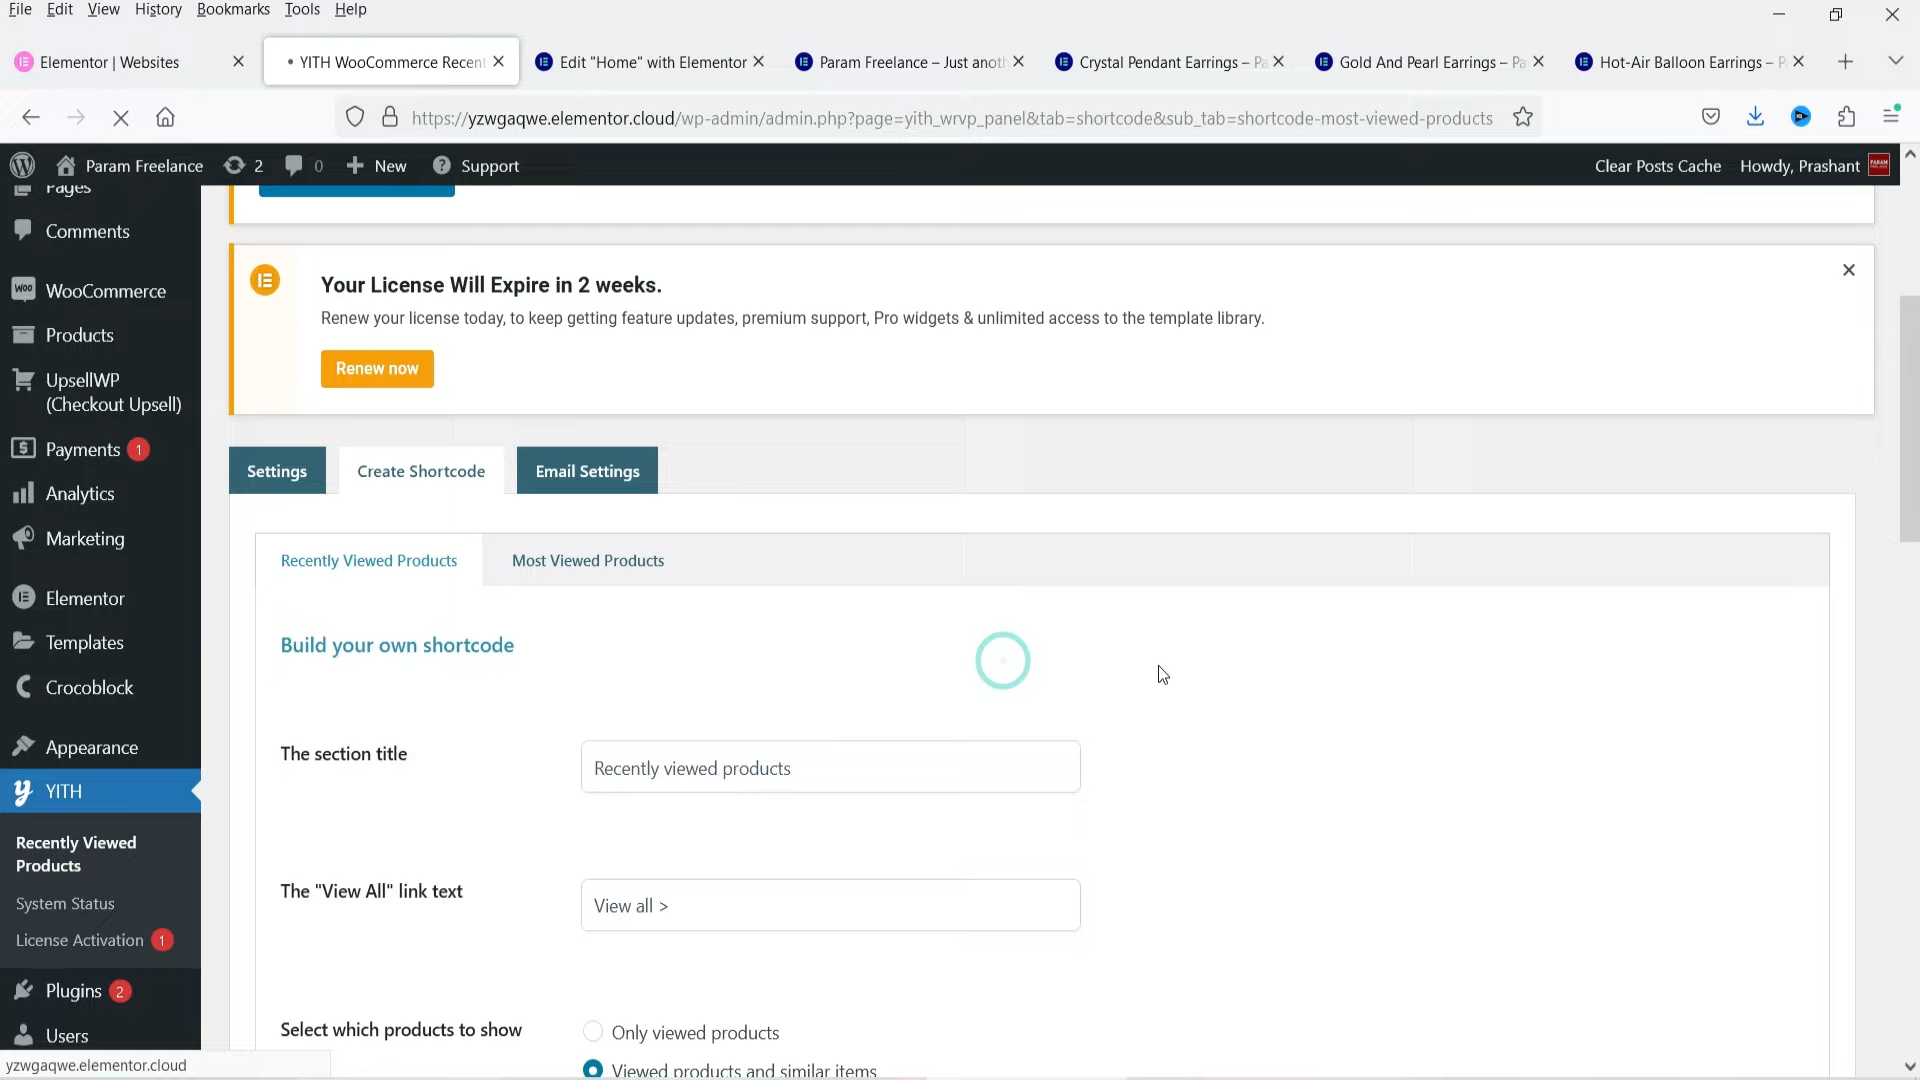 File Edit View History Bookmarks Tools Help
Elementor | Websites
YITH WooCommerce Recent
Edit "Home" with Elementor
Param Freelance – Just anoth
Crystal Pendant Earrings – Pa
Gold And Pearl Earrings – Pa
Hot-Air Balloon Earrings – P
https://yzwgaqwe.elementor.cloud/wp-admin/admin.php?page=yith_wrvp_panel&tab=shortcode&sub_tab=shortcode-most-viewed-products
Param Freelance 2 0 New Support Clear Posts Cache Howdy, Prashant
Pages
Comments
WooCommerce
Products
UpsellWP
(Checkout Upsell)
Payments 1
Analytics
Marketing
Elementor
Templates
Crocoblock
Appearance
YITH
Recently Viewed
Products
System Status
License Activation 1
Plugins 2
Users
Your License Will Expire in 2 weeks.
Renew your license today, to keep getting feature updates, premium support, Pro widgets & unlimited access to the template library.
Renew now
Settings Create Shortcode Email Settings
Recently Viewed Products Most Viewed Products
Build your own shortcode
The section title Recently viewed products
The "View All" link text View all >
Select which products to show Only viewed products
Viewed products and similar items
yzwgaqwe.elementor.cloud